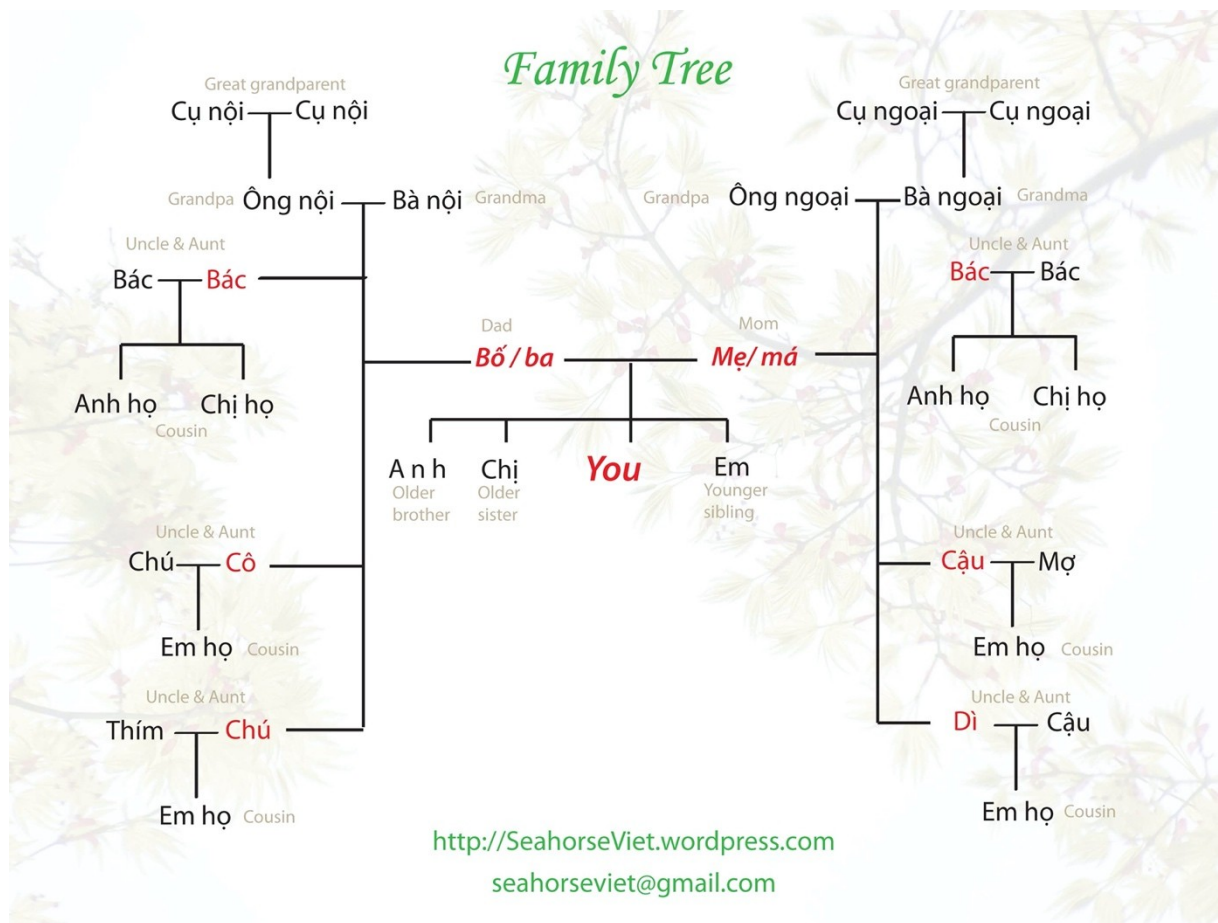 Family Tree
Great grandparent
Cụ nội Cụ nội
Great grandparent
Cụ ngoại Cụ ngoại
Grandpa Ông nội Bà nội Grandma
Grandpa Ông ngoại Bà ngoại Grandma
Uncle & Aunt
Bác Bác
Uncle & Aunt
Bác Bác
Dad
Bố / ba
Mom
Mẹ/ má
Anh họ Chị họ
Cousin
Anh họ Chị họ
Cousin
A n h
Older
brother
Chị
Older
sister
You
Em
Younger
sibling
Uncle & Aunt
Chú Cô
Em họ Cousin
Uncle & Aunt
Cậu Mợ
Em họ Cousin
Uncle & Aunt
Thím Chú
Em họ Cousin
Uncle & Aunt
Dì Cậu
Em họ Cousin
http://SeahorseViet.wordpress.com
seahorseviet@gmail.com